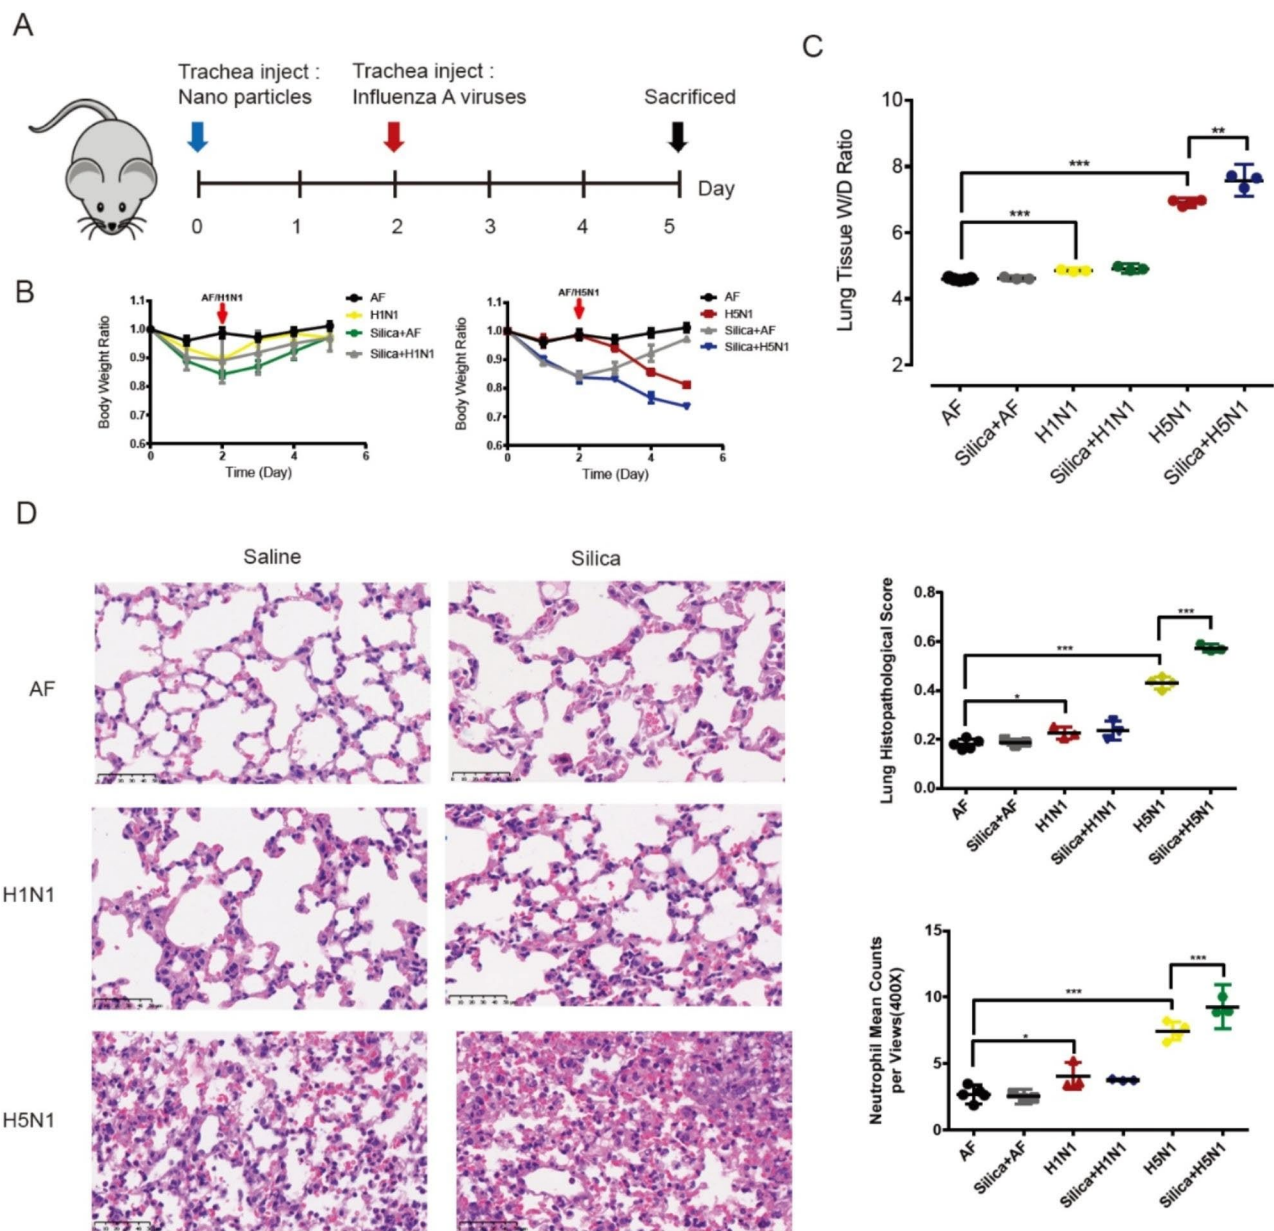 A
Trachea inject :
Nano particles
Trachea inject :
Influenza A viruses
Sacrificed
Day
0 1 2 3 4 5
B
AF/H1N1
Body Weight Ratio
1.1
1.0
0.9
0.8
0.7
0.6
0 2 4 6
Time (Day)
AF
H1N1
Silica+AF
Silica+H1N1
AF/H5N1
Body Weight Ratio
1.1
1.0
0.9
0.8
0.7
0.6
0 2 4 6
Time (Day)
AF
H5N1
Silica+AF
Silica+H5N1
C
Lung Tissue W/D Ratio
10
8
6
4
2
***
***
**
AF
Silica+AF
H1N1
Silica+H1N1
H5N1
Silica+H5N1
D
Saline Silica
AF
H1N1
H5N1
Lung Histopathological Score
0.8
0.6
0.4
0.2
0.0
*
***
***
AF
Silica+AF
H1N1
Silica+H1N1
H5N1
Silica+H5N1
Neutrophil Mean Counts
per Views(400X)
15
10
5
0
*
***
***
AF
Silica+AF
H1N1
Silica+H1N1
H5N1
Silica+H5N1